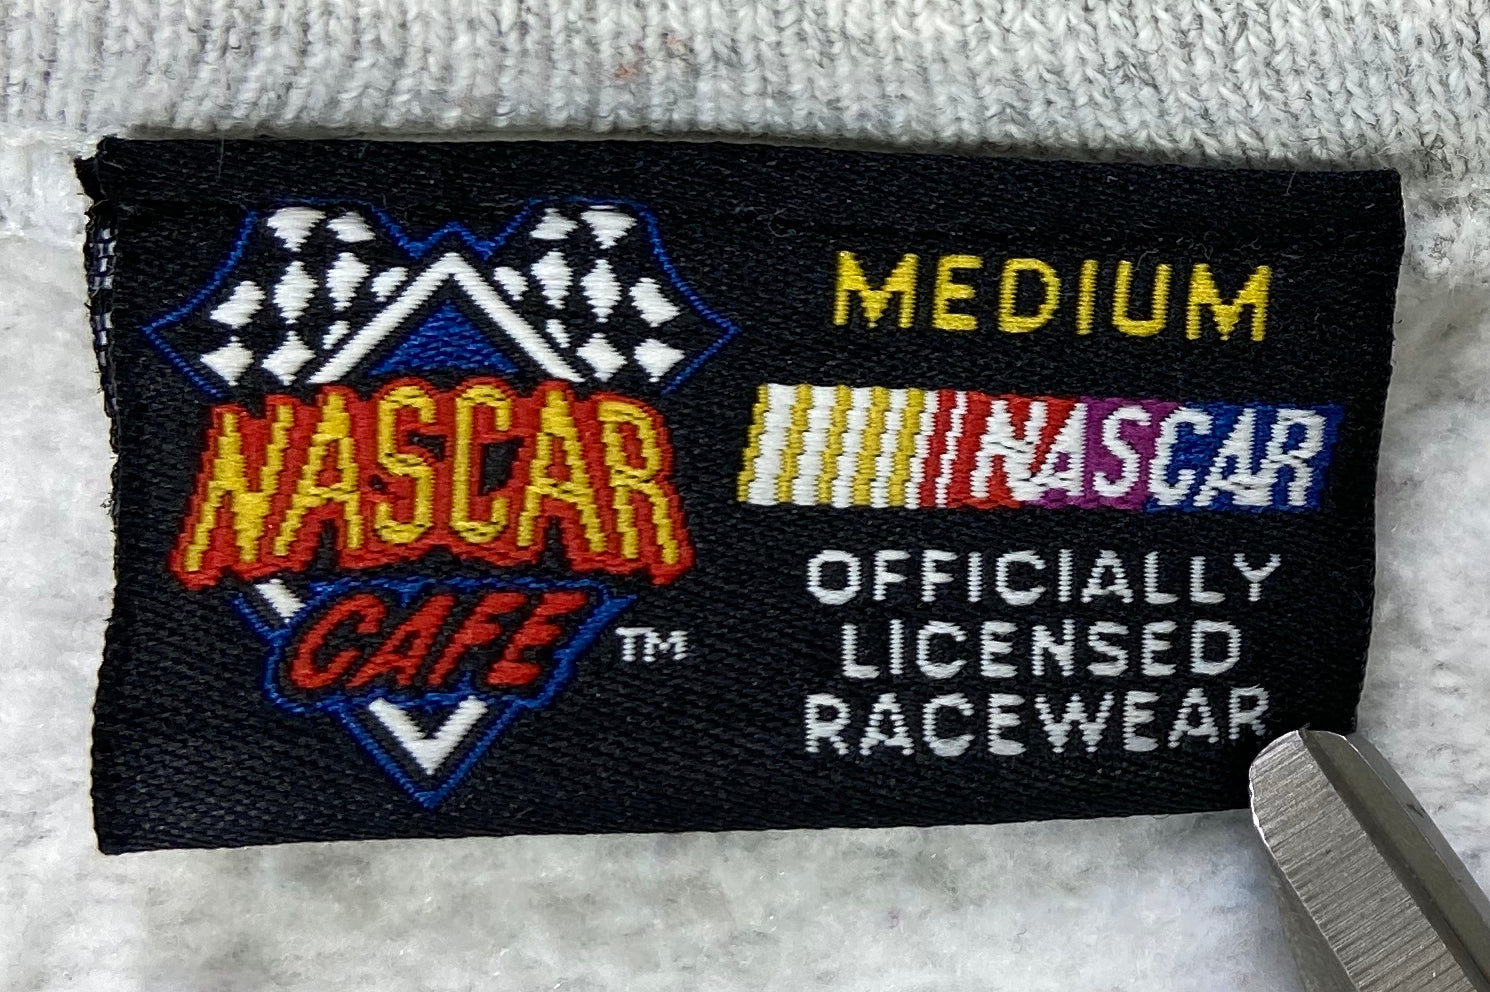 NASCAR
CAFE
TM
MEDIUM
NASCAR
OFFICIALLY
LICENSED
RACEWEAR